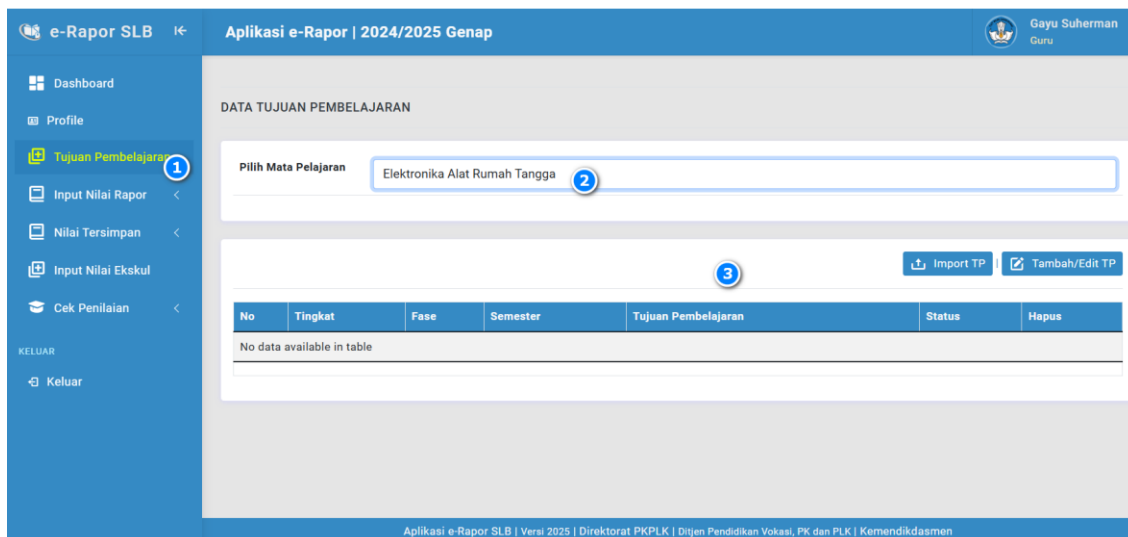 e-Rapor SLB
Aplikasi e-Rapor | 2024/2025 Genap
Gayu Suherman
Guru
Dashboard
Profile
Tujuan Pembelajaran
1
Input Nilai Rapor
Nilai Tersimpan
Input Nilai Ekskul
Cek Penilaian
KELUAR
Keluar
DATA TUJUAN PEMBELAJARAN
Pilih Mata Pelajaran
Elektronika Alat Rumah Tangga
2
3
Import TP | Tambah/Edit TP
No Tingkat Fase Semester Tujuan Pembelajaran Status Hapus
No data available in table
Aplikasi e-Rapor SLB | Versi 2025 | Direktorat PKPLK | Ditjen Pendidikan Vokasi, PK dan PLK | Kemendikdasmen